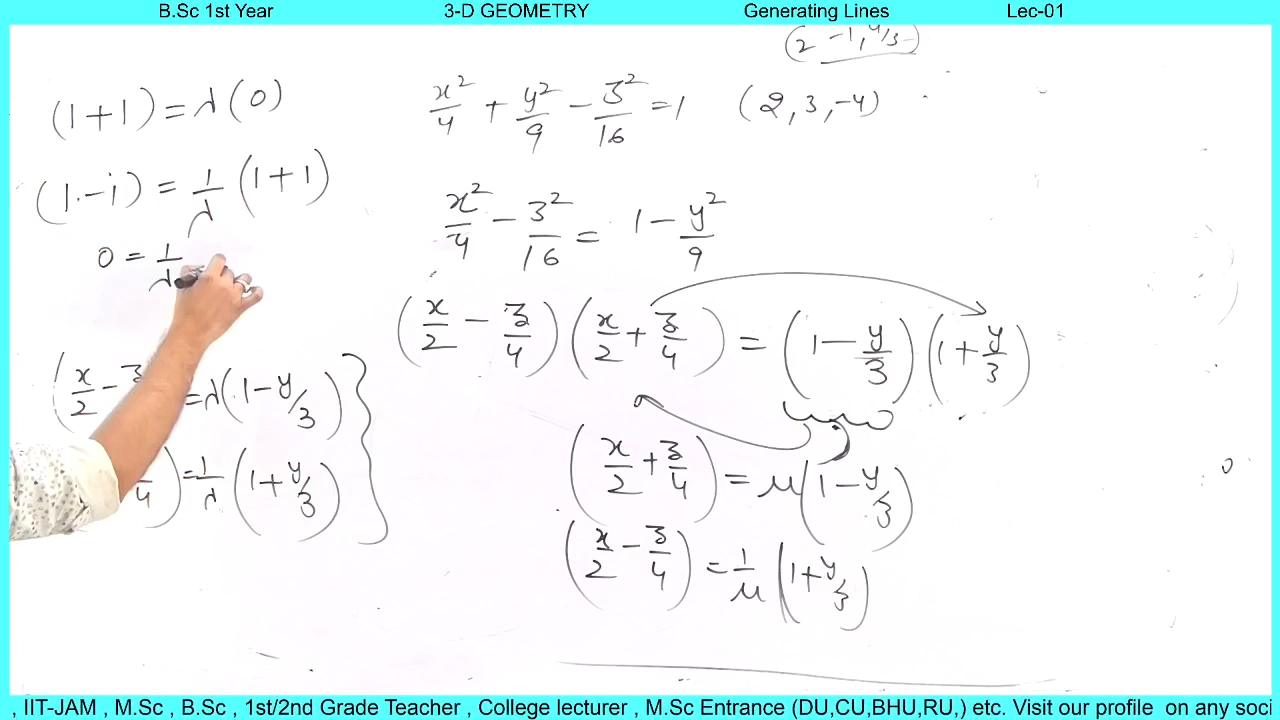 B.Sc 1st Year 3-D GEOMETRY Generating Lines Lec-01
(2 -1, 4/3)
(1+1) = λ(0)
(1-1) = 1/λ (1+1)
0 = 1/λ
x²/4 + y²/9 - z²/16 = 1 (2, 3, -4)
x²/4 - z²/16 = 1 - y²/9
(x/2 - z/4)(x/2 + z/4) = (1 - y/3)(1 + y/3)
(x/2 - z = λ(1 - y/3)
4) = 1/λ (1 + y/3)
(x/2 + z/4) = μ(1 - y/3)
(x/2 - z/4) = 1/μ (1 + y/3)
, IIT-JAM , M.Sc , B.Sc , 1st/2nd Grade Teacher , College lecturer , M.Sc Entrance (DU,CU,BHU,RU,) etc. Visit our profile on any soci